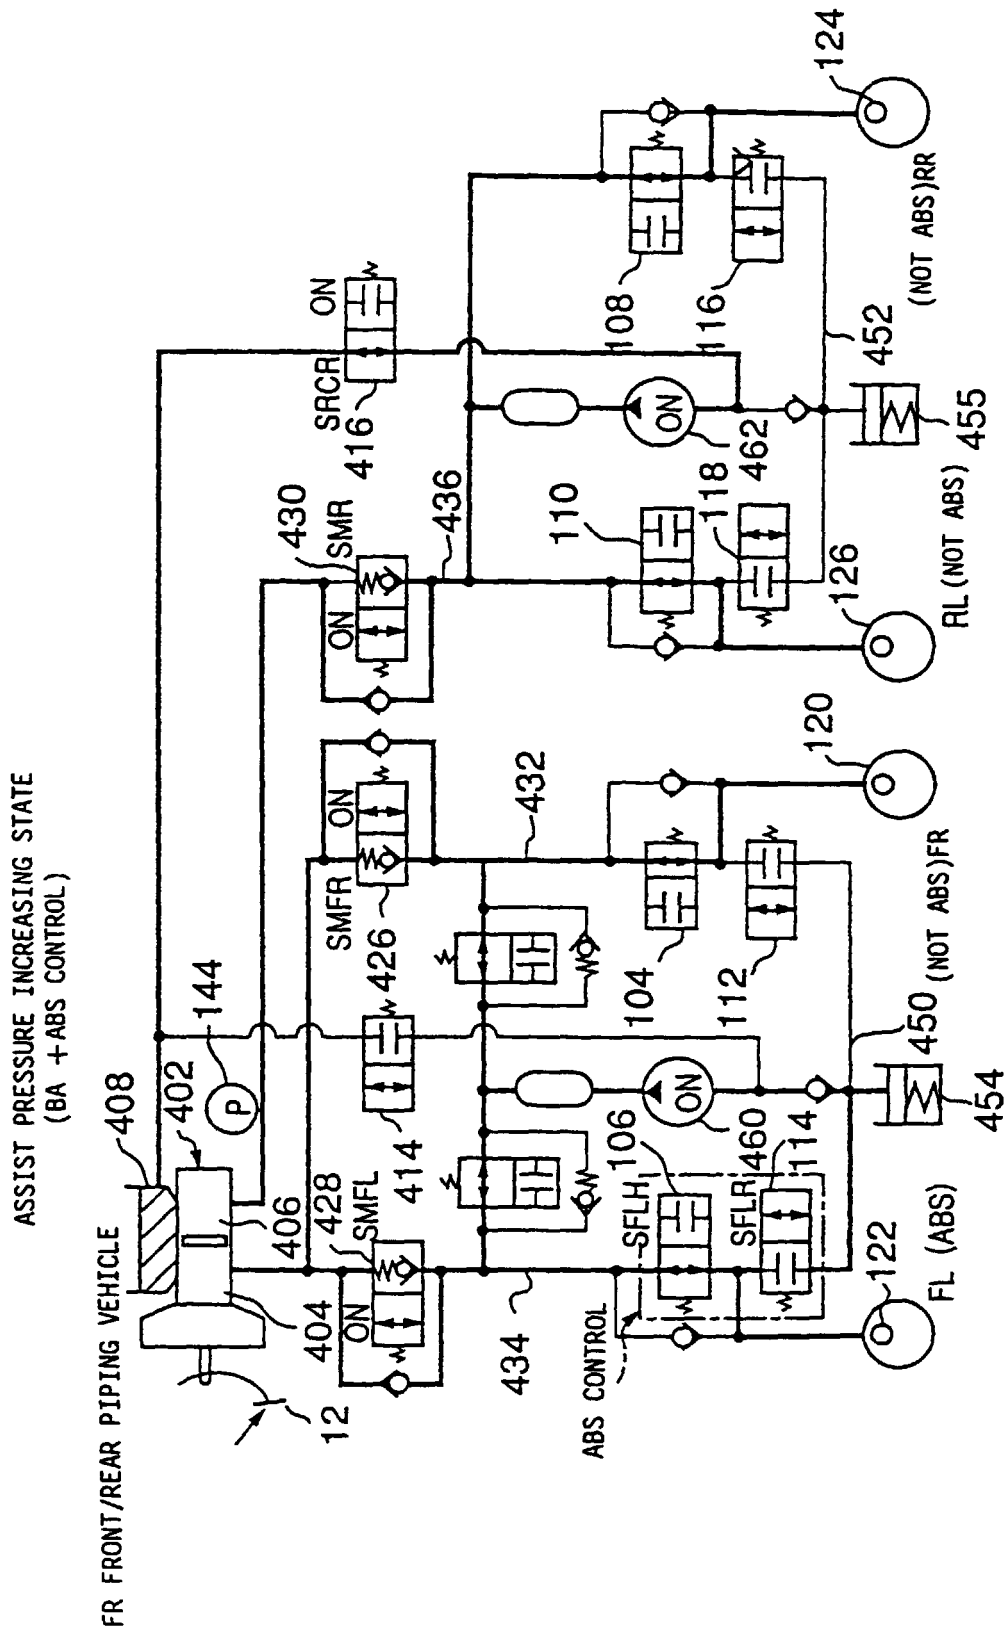 ASSIST PRESSURE INCREASING STATE
(BA +ABS CONTROL)
FR FRONT/REAR PIPING VEHICLE
408
402
144
P
406
404
12
428
SMFL
ON
414
SMFR
ON
426
430
SMR
ON
SRCR
ON
416
436
432
434
ABS CONTROL
SFLH
106
SFLR
114
460
ON
104
112
110
118
462
ON
108
116
450
454
452
455
122
FL (ABS)
120
(NOT ABS)FR
126
RL(NOT ABS)
124
(NOT ABS)RR